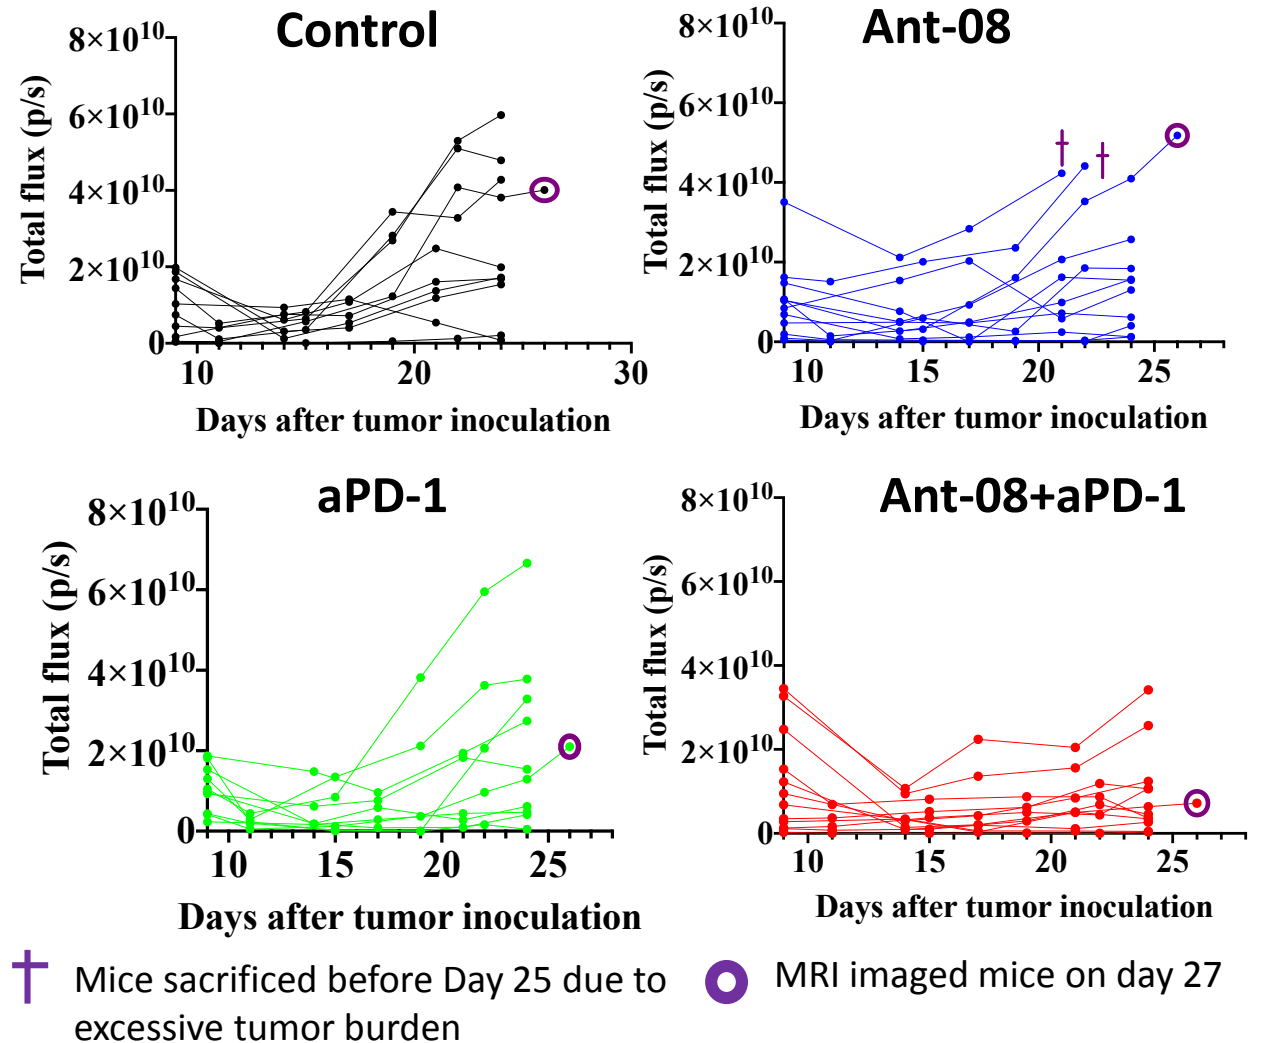 Control
Total flux (p/s)
8×10¹⁰
6×10¹⁰
4×10¹⁰
2×10¹⁰
0
10
20
30
Days after tumor inoculation
Ant-08
Total flux (p/s)
8×10¹⁰
6×10¹⁰
4×10¹⁰
2×10¹⁰
0
10
15
20
25
Days after tumor inoculation
aPD-1
Total flux (p/s)
8×10¹⁰
6×10¹⁰
4×10¹⁰
2×10¹⁰
0
10
15
20
25
Days after tumor inoculation
Ant-08+aPD-1
Total flux (p/s)
8×10¹⁰
6×10¹⁰
4×10¹⁰
2×10¹⁰
0
10
15
20
25
Days after tumor inoculation
† Mice sacrificed before Day 25 due to
excessive tumor burden
MRI imaged mice on day 27